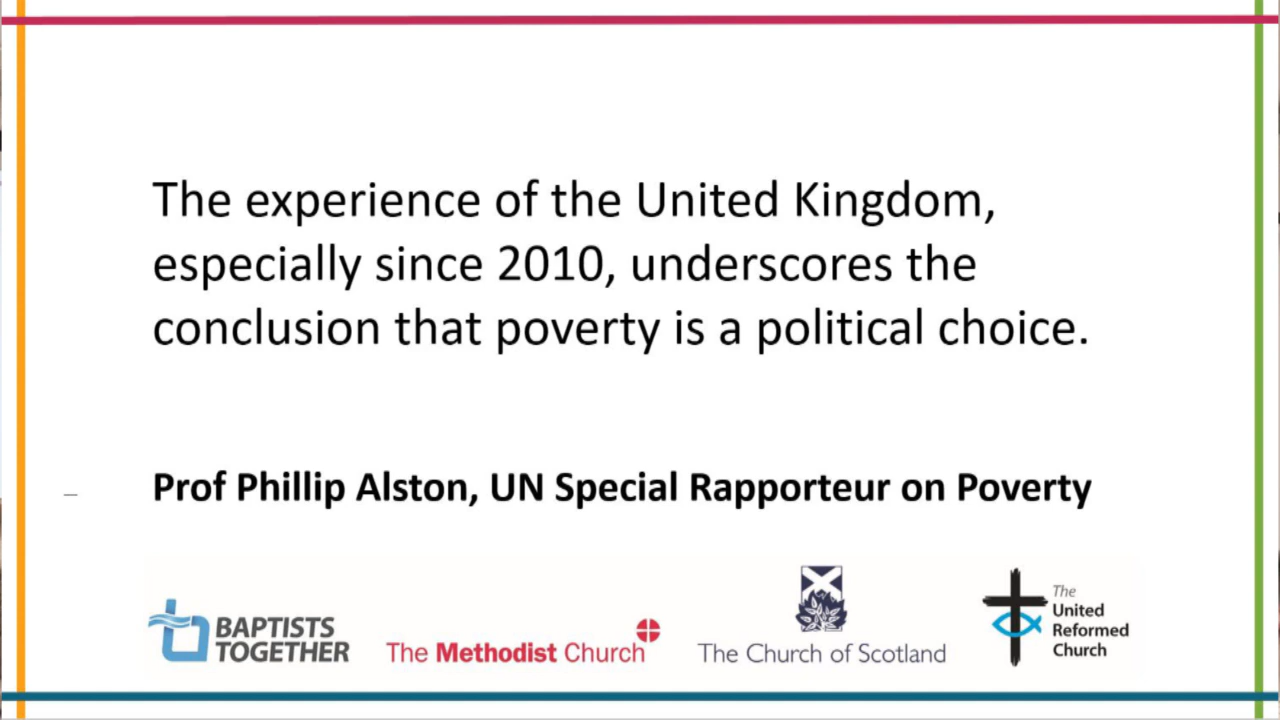 The experience of the United Kingdom,
especially since 2010, underscores the
conclusion that poverty is a political choice.
Prof Phillip Alston, UN Special Rapporteur on Poverty
BAPTISTS
TOGETHER
The Methodist Church
The Church of Scotland
The
United
Reformed
Church